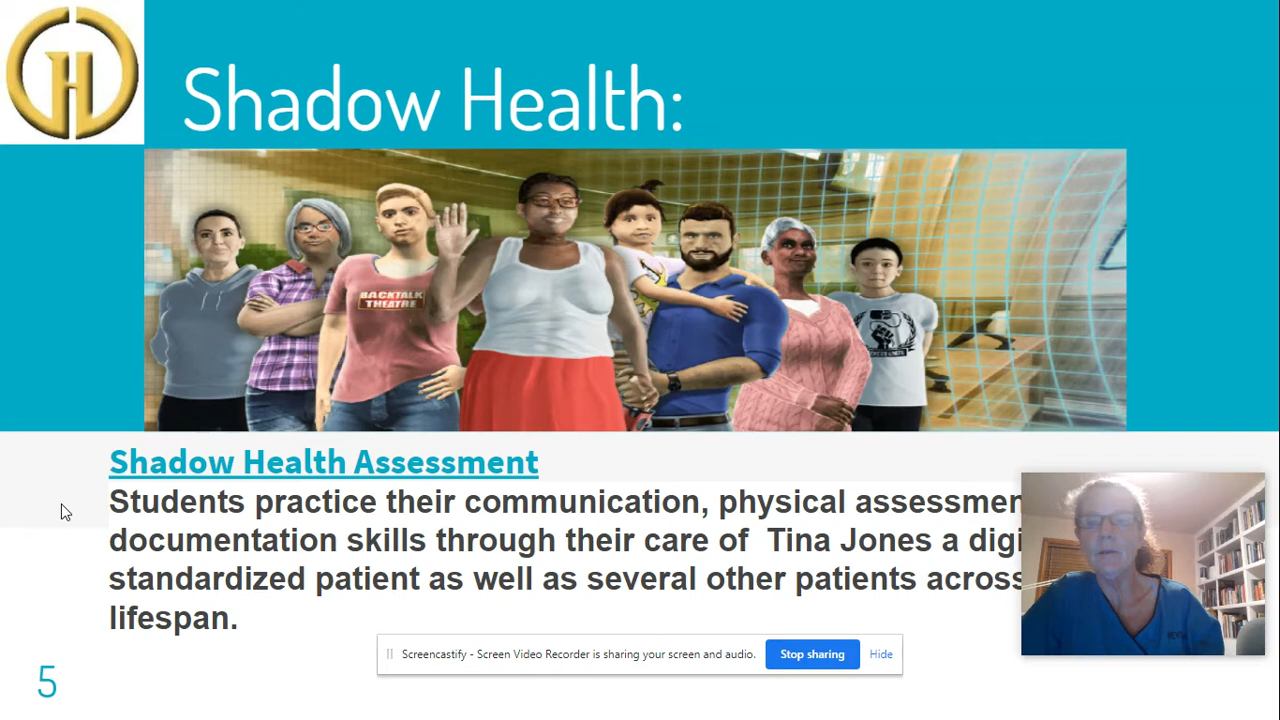 Shadow Health:
BACKTALK
THEATRE
Shadow Health Assessment
Students practice their communication, physical assessmen
documentation skills through their care of Tina Jones a digi
standardized patient as well as several other patients across
lifespan.
Screencastify - Screen Video Recorder is sharing your screen and audio.
Stop sharing
Hide
5